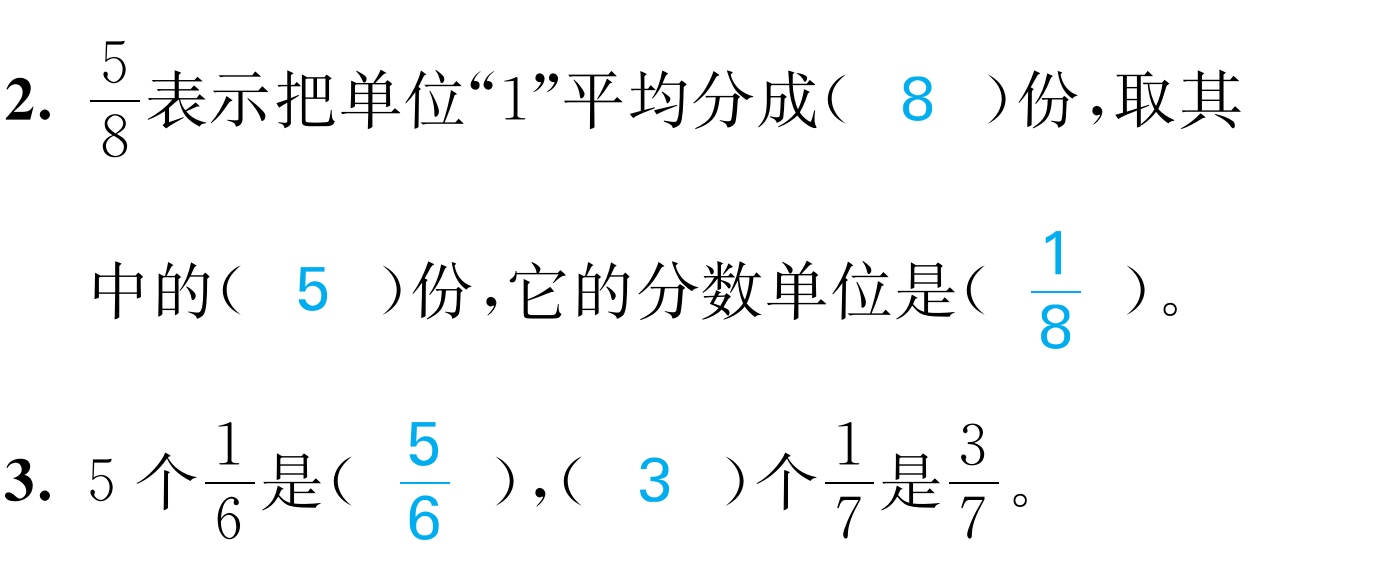 2. 5/8表示把单位“1”平均分成( 8 )份,取其
中的( 5 )份,它的分数单位是( 1/8 )。
3. 5个1/6是( 5/6 ),( 3 )个1/7是3/7。